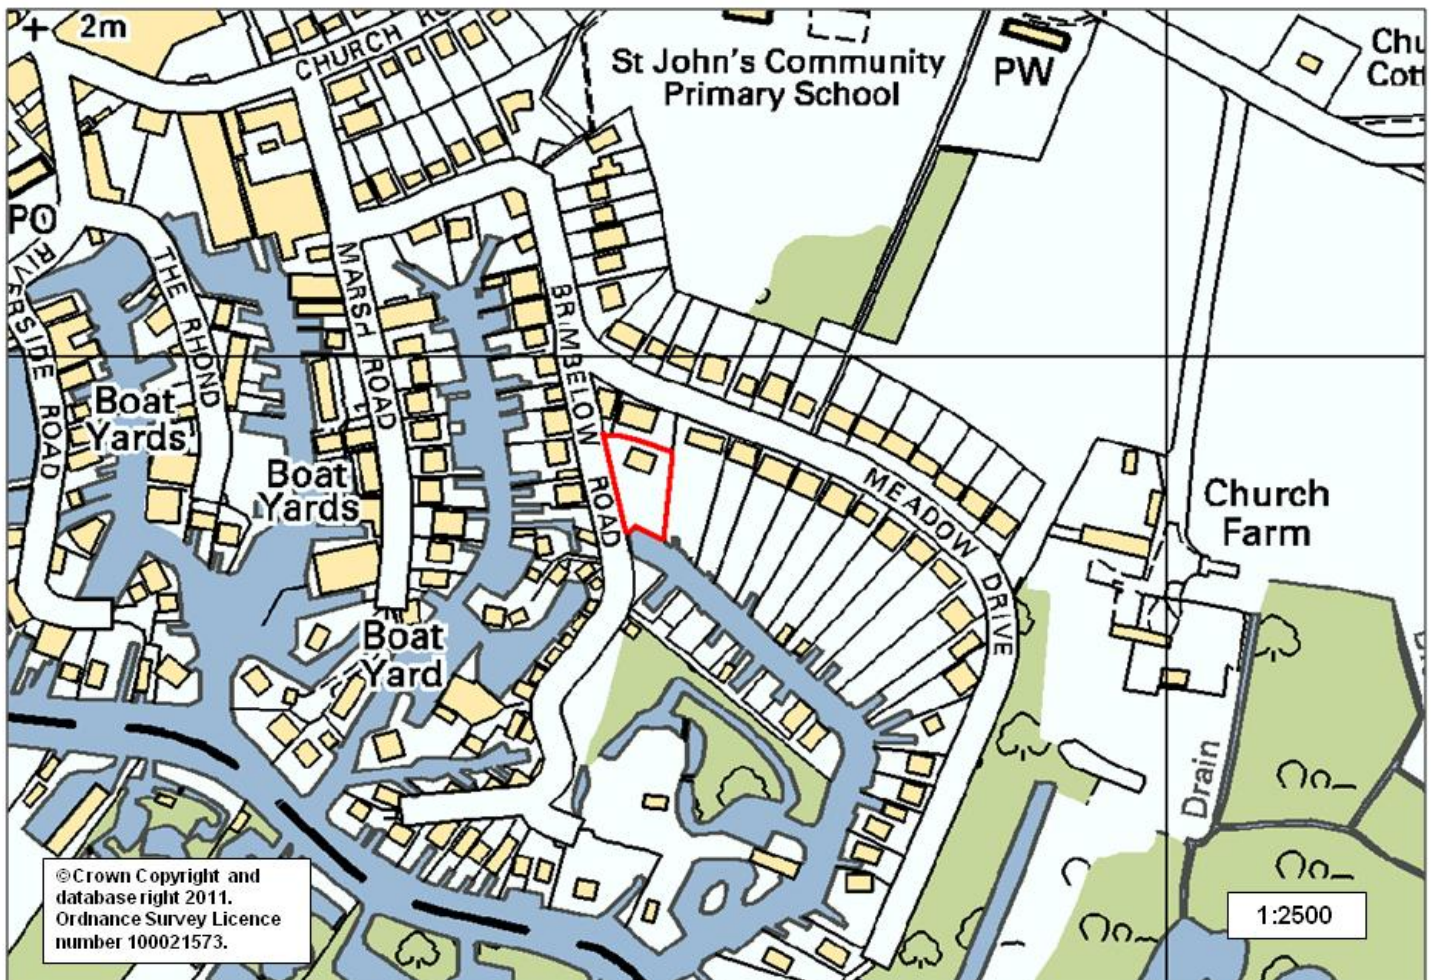 + 2m
CHURCH
St John's Community
Primary School
PW
PO
RIVERSIDE ROAD
THE RHOND
MARSH ROAD
BRIMBELOW ROAD
Boat
Yards
Boat
Yards
MEADOW DRIVE
Church
Farm
Boat
Yard
Drain
©Crown Copyright and
database right 2011.
Ordnance Survey Licence
number 100021573.
1:2500